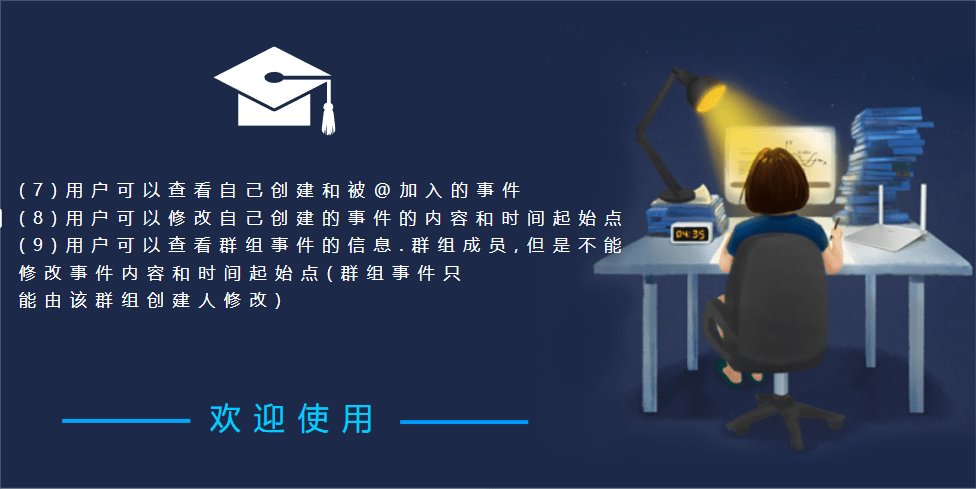 (7)用户可以查看自己创建和被@加入的事件
(8)用户可以修改自己创建的事件的内容和时间起始点
(9)用户可以查看群组事件的信息.群组成员,但是不能
修改事件内容和时间起始点(群组事件只
能由该群组创建人修改)
04:35
欢迎使用